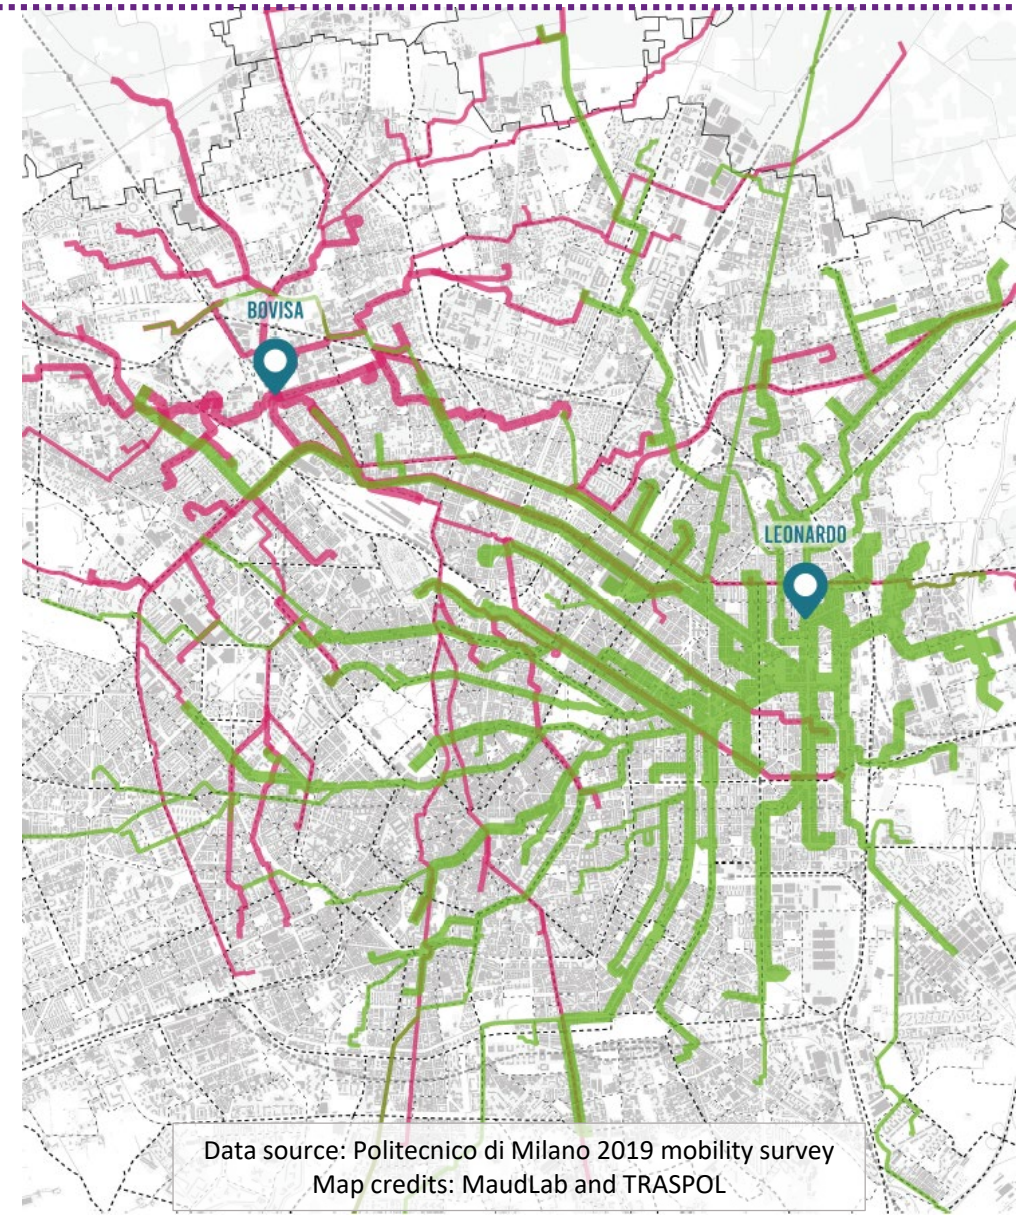 BOVISA
LEONARDO
Data source: Politecnico di Milano 2019 mobility survey
Map credits: MaudLab and TRASPOL